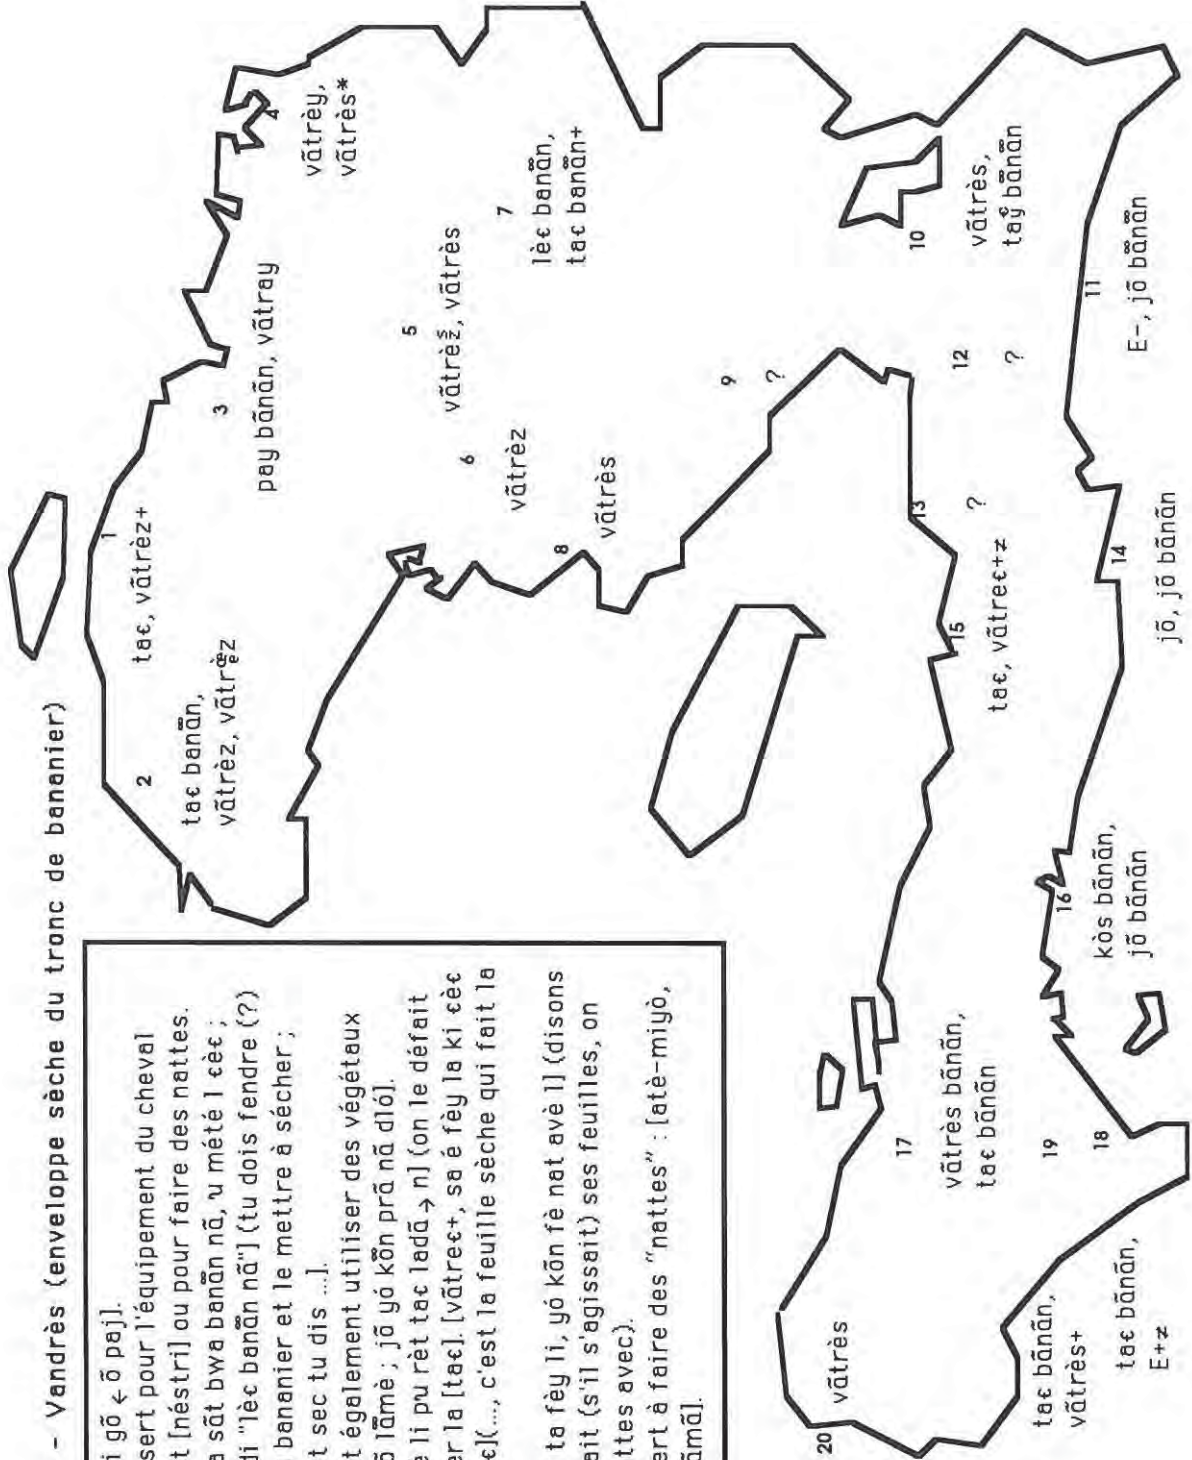 - Vandrès (enveloppe sèche du tronc de bananier)
i gõ ← õ paj].
sert pour l'équipement du cheval
t [néstri] ou pour faire des nattes.
a sãt bwa banãn nã, u mété l ɛèɛ ;
di "lèɛ banãn nã"] (tu dois fendre (?)
bananier et le mettre à sécher ;
t sec tu dis ...].
t également utiliser des végétaux
õ lãmè ; jõ yó kõn prã nã dló].
e li pu rèt taɛ ladã → n] (on le défait
er la [taɛ]. [vãtreɛ+, sa é fèy la ki ɛèɛ
ɛ](..., c'est la feuille sèche qui fait la
ta fèy li, yó kõn fè nat avè l] (disons
ait (s'il s'agissait) ses feuilles, on
ttes avec).
ert à faire des "nattes" : [atè-miyò,
ãmã].
1
taɛ, vãtrèz+
2
taɛ banãn,
vãtrèz, vãtrœ̀z
3
pay bãnãn, vãtray
4
vãtrèy,
vãtrès*
5
vãtrèž, vãtrès
6
vãtrèz
7
lèɛ banãn,
taɛ banãn+
8
vãtrès
9
?
10
vãtrès,
taỹ bãnãn
11
E-, jõ bãnãn
12
?
13
?
14
jõ, jõ bãnãn
15
taɛ, vãtreɛ+≠
16
kòs bãnãn,
jõ bãnãn
17
vãtrès bãnãn,
taɛ bãnãn
18
taɛ bãnãn,
E+≠
19
taɛ bãnãn,
vãtrès+
20
vãtrès